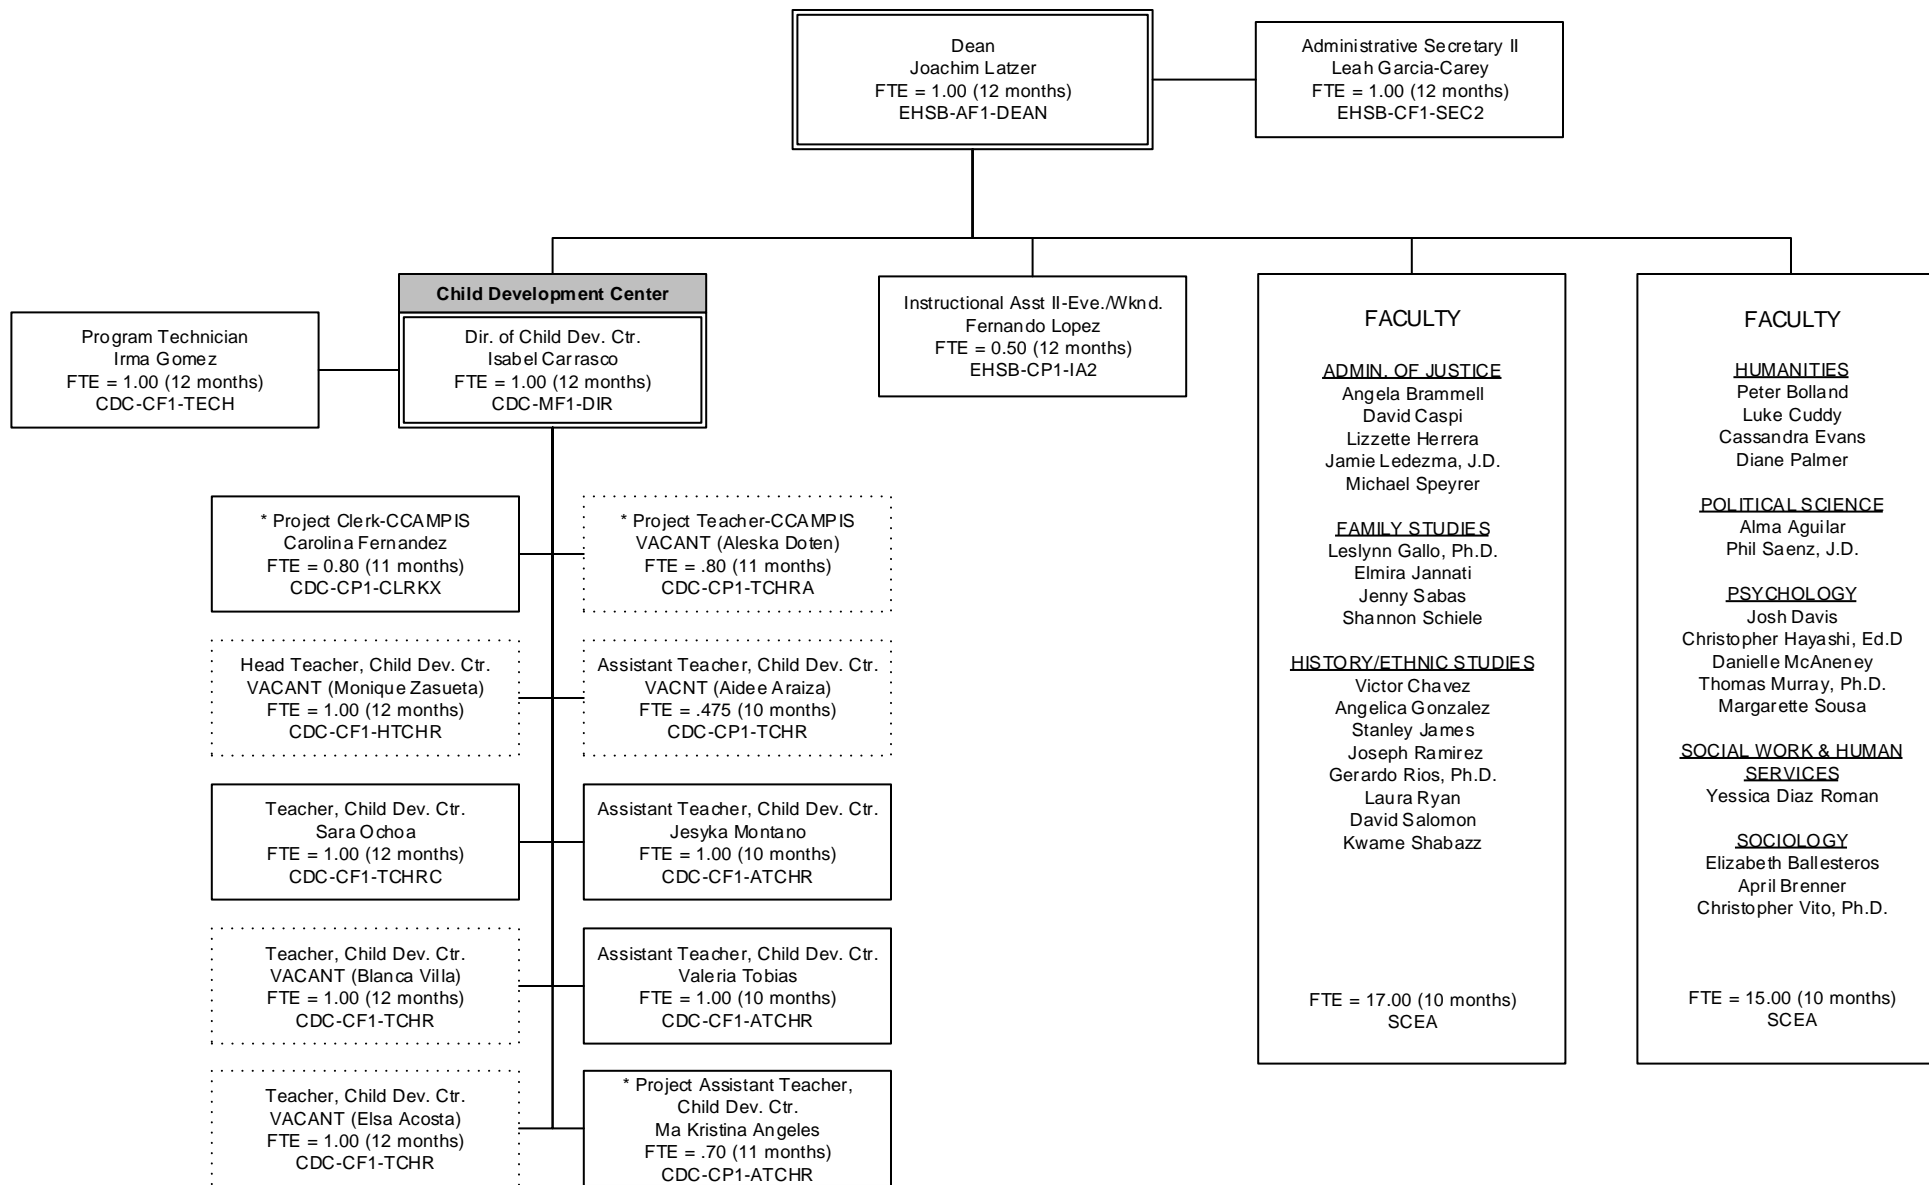 Dean
Joachim Latzer
FTE = 1.00 (12 months)
EHSB-AF1-DEAN
Administrative Secretary II
Leah Garcia-Carey
FTE = 1.00 (12 months)
EHSB-CF1-SEC2
Program Technician
Irma Gomez
FTE = 1.00 (12 months)
CDC-CF1-TECH
Child Development Center
Dir. of Child Dev. Ctr.
Isabel Carrasco
FTE = 1.00 (12 months)
CDC-MF1-DIR
Instructional Asst II-Eve./Wknd.
Fernando Lopez
FTE = 0.50 (12 months)
EHSB-CP1-IA2
* Project Clerk-CCAMPIS
Carolina Fernandez
FTE = 0.80 (11 months)
CDC-CP1-CLRKX
* Project Teacher-CCAMPIS
VACANT (Aleska Doten)
FTE = .80 (11 months)
CDC-CP1-TCHRA
Head Teacher, Child Dev. Ctr.
VACANT (Monique Zasueta)
FTE = 1.00 (12 months)
CDC-CF1-HTCHR
Assistant Teacher, Child Dev. Ctr.
VACNT (Aidee Araiza)
FTE = .475 (10 months)
CDC-CP1-TCHR
Teacher, Child Dev. Ctr.
Sara Ochoa
FTE = 1.00 (12 months)
CDC-CF1-TCHRC
Assistant Teacher, Child Dev. Ctr.
Jesyka Montano
FTE = 1.00 (10 months)
CDC-CF1-ATCHR
Teacher, Child Dev. Ctr.
VACANT (Blanca Villa)
FTE = 1.00 (12 months)
CDC-CF1-TCHR
Assistant Teacher, Child Dev. Ctr.
Valeria Tobias
FTE = 1.00 (10 months)
CDC-CF1-ATCHR
Teacher, Child Dev. Ctr.
VACANT (Elsa Acosta)
FTE = 1.00 (12 months)
CDC-CF1-TCHR
* Project Assistant Teacher,
Child Dev. Ctr.
Ma Kristina Angeles
FTE = .70 (11 months)
CDC-CP1-ATCHR
FACULTY
ADMIN. OF JUSTICE
Angela Brammell
David Caspi
Lizzette Herrera
Jamie Ledezma, J.D.
Michael Speyrer
FAMILY STUDIES
Leslynn Gallo, Ph.D.
Elmira Jannati
Jenny Sabas
Shannon Schiele
HISTORY/ETHNIC STUDIES
Victor Chavez
Angelica Gonzalez
Stanley James
Joseph Ramirez
Gerardo Rios, Ph.D.
Laura Ryan
David Salomon
Kwame Shabazz
FTE = 17.00 (10 months)
SCEA
FACULTY
HUMANITIES
Peter Bolland
Luke Cuddy
Cassandra Evans
Diane Palmer
POLITICAL SCIENCE
Alma Aguilar
Phil Saenz, J.D.
PSYCHOLOGY
Josh Davis
Christopher Hayashi, Ed.D
Danielle McAneney
Thomas Murray, Ph.D.
Margarette Sousa
SOCIAL WORK & HUMAN
SERVICES
Yessica Diaz Roman
SOCIOLOGY
Elizabeth Ballesteros
April Brenner
Christopher Vito, Ph.D.
FTE = 15.00 (10 months)
SCEA